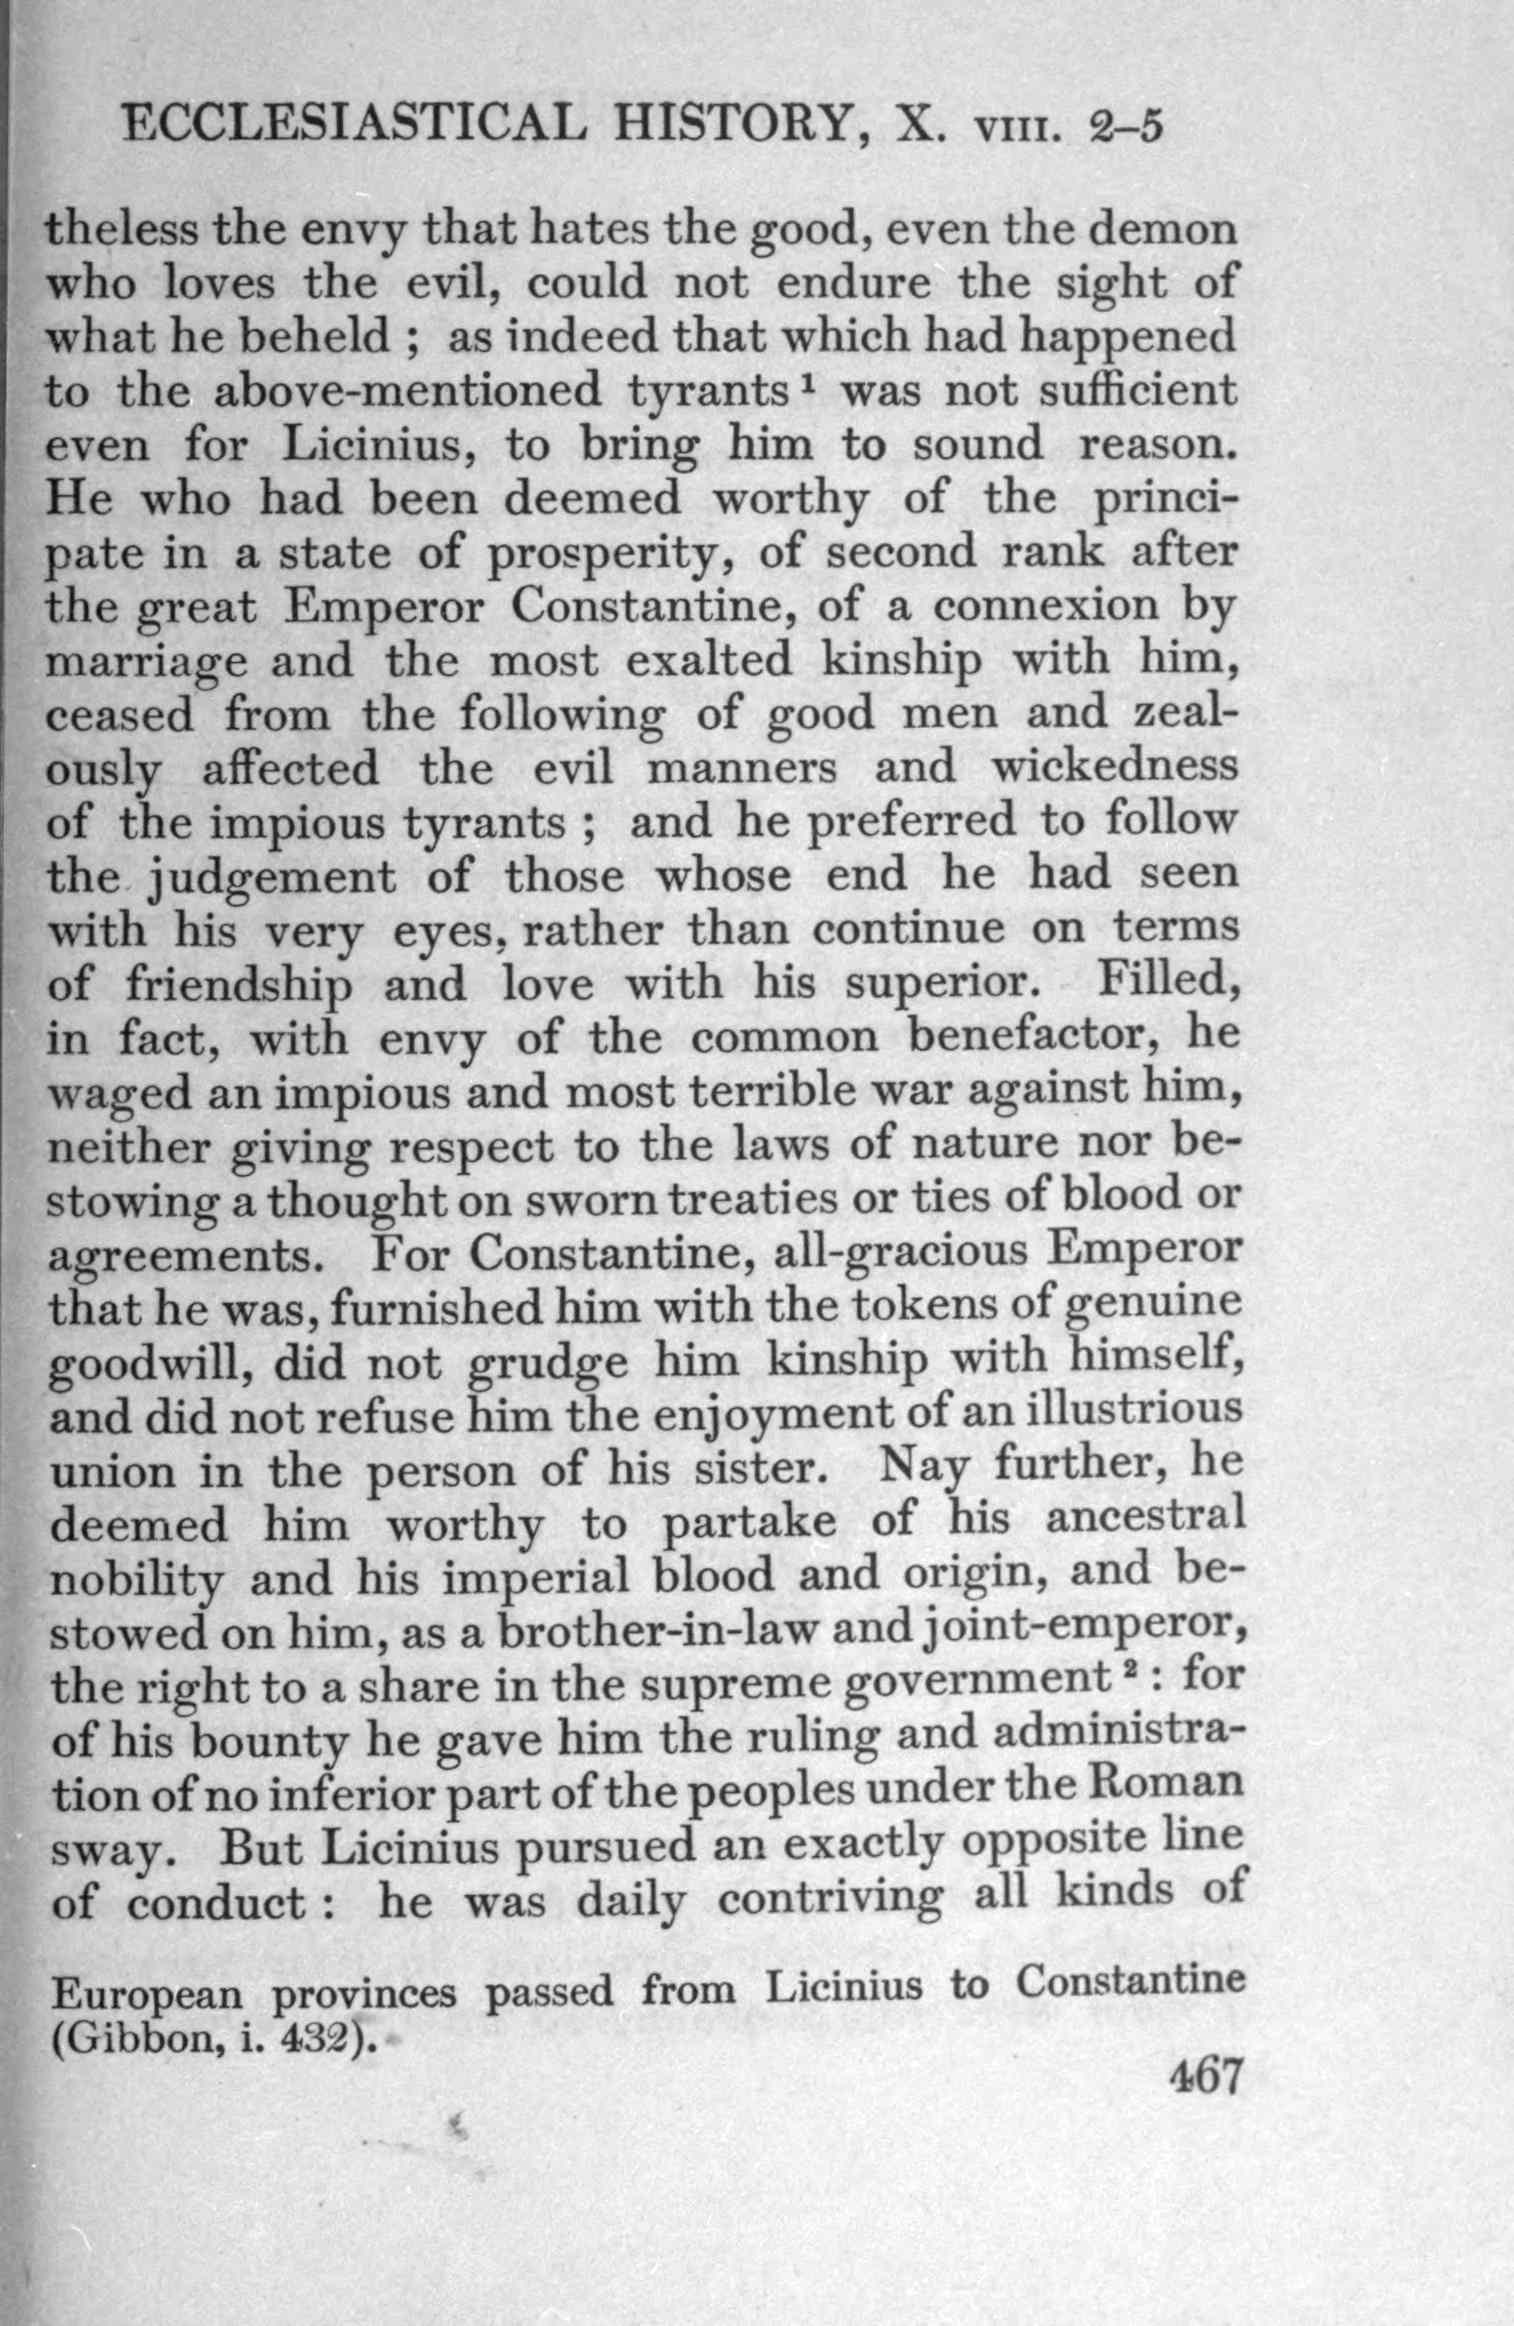 ECCLESIASTICAL HISTORY, X. VIII. 2–5
theless the envy that hates the good, even the demon
who loves the evil, could not endure the sight of
what he beheld ; as indeed that which had happened
to the above-mentioned tyrants ¹ was not sufficient
even for Licinius, to bring him to sound reason.
He who had been deemed worthy of the princi-
pate in a state of prosperity, of second rank after
the great Emperor Constantine, of a connexion by
marriage and the most exalted kinship with him,
ceased from the following of good men and zeal-
ously affected the evil manners and wickedness
of the impious tyrants ; and he preferred to follow
the judgement of those whose end he had seen
with his very eyes, rather than continue on terms
of friendship and love with his superior. Filled,
in fact, with envy of the common benefactor, he
waged an impious and most terrible war against him,
neither giving respect to the laws of nature nor be-
stowing a thought on sworn treaties or ties of blood or
agreements. For Constantine, all-gracious Emperor
that he was, furnished him with the tokens of genuine
goodwill, did not grudge him kinship with himself,
and did not refuse him the enjoyment of an illustrious
union in the person of his sister. Nay further, he
deemed him worthy to partake of his ancestral
nobility and his imperial blood and origin, and be-
stowed on him, as a brother-in-law and joint-emperor,
the right to a share in the supreme government ² : for
of his bounty he gave him the ruling and administra-
tion of no inferior part of the peoples under the Roman
sway. But Licinius pursued an exactly opposite line
of conduct : he was daily contriving all kinds of
European provinces passed from Licinius to Constantine
(Gibbon, i. 432).
467